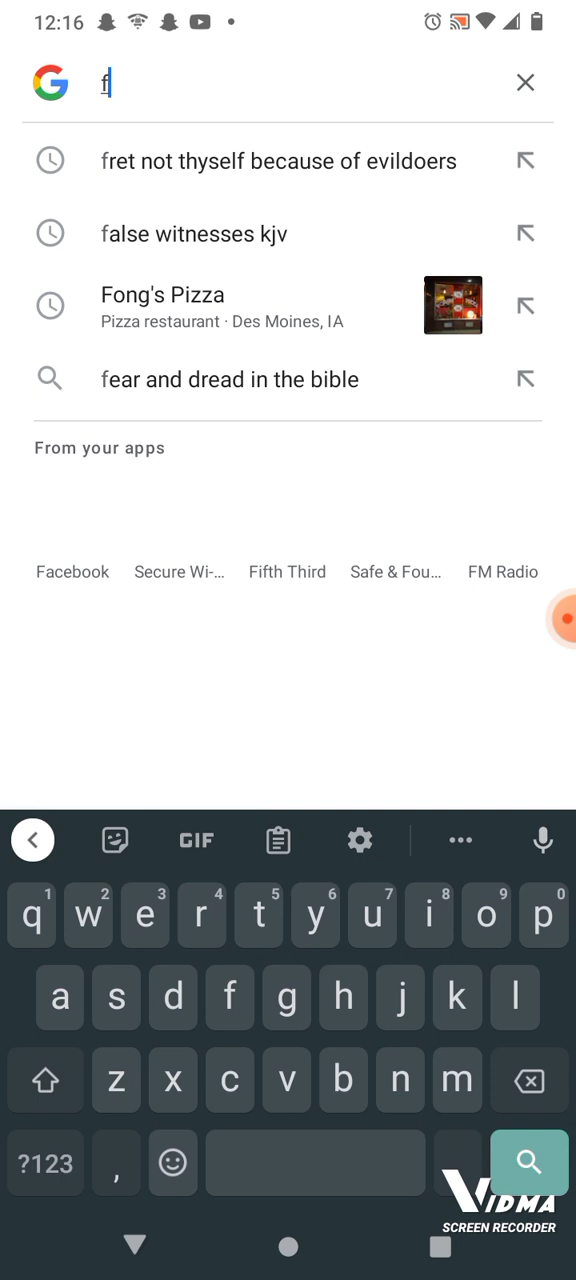 12:16
f
fret not thyself because of evildoers
false witnesses kjv
Fong's Pizza
Pizza restaurant · Des Moines, IA
fear and dread in the bible
From your apps
Facebook Secure Wi-... Fifth Third Safe & Fou... FM Radio
GIF
1 2 3 4 5 6 7 8 9 0
q w e r t y u i o p
a s d f g h j k l
z x c v b n m
?123 ,
VIDMA
SCREEN RECORDER